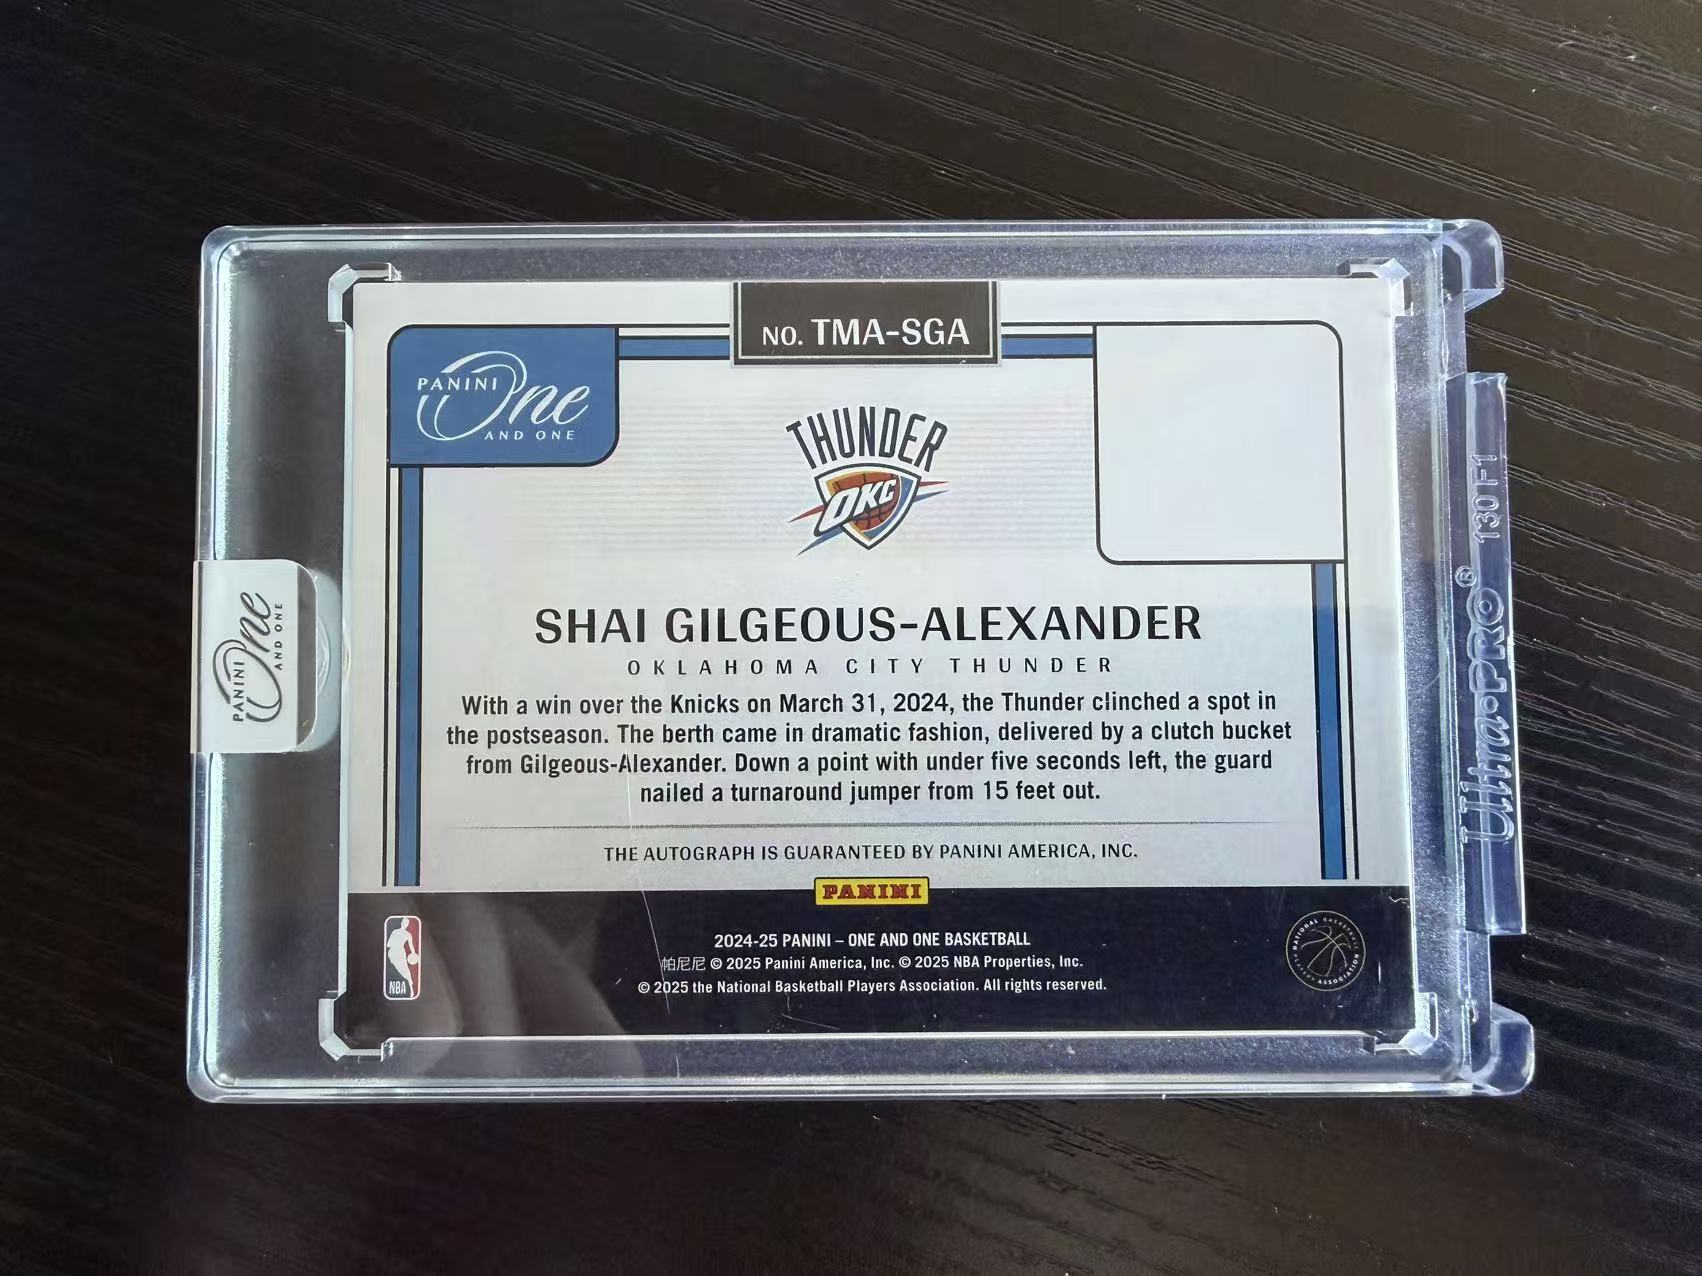 NO. TMA-SGA
PANINI
One
AND ONE
THUNDER
OKC
SHAI GILGEOUS-ALEXANDER
OKLAHOMA CITY THUNDER
With a win over the Knicks on March 31, 2024, the Thunder clinched a spot in
the postseason. The berth came in dramatic fashion, delivered by a clutch bucket
from Gilgeous-Alexander. Down a point with under five seconds left, the guard
nailed a turnaround jumper from 15 feet out.
THE AUTOGRAPH IS GUARANTEED BY PANINI AMERICA, INC.
PANINI
2024-25 PANINI – ONE AND ONE BASKETBALL
帕尼尼 © 2025 Panini America, Inc. © 2025 NBA Properties, Inc.
© 2025 the National Basketball Players Association. All rights reserved.
NBA
NATIONAL BASKETBALL PLAYERS ASSOCIATION
PANINI
One
AND ONE
Ultra•PRO® 130 F1